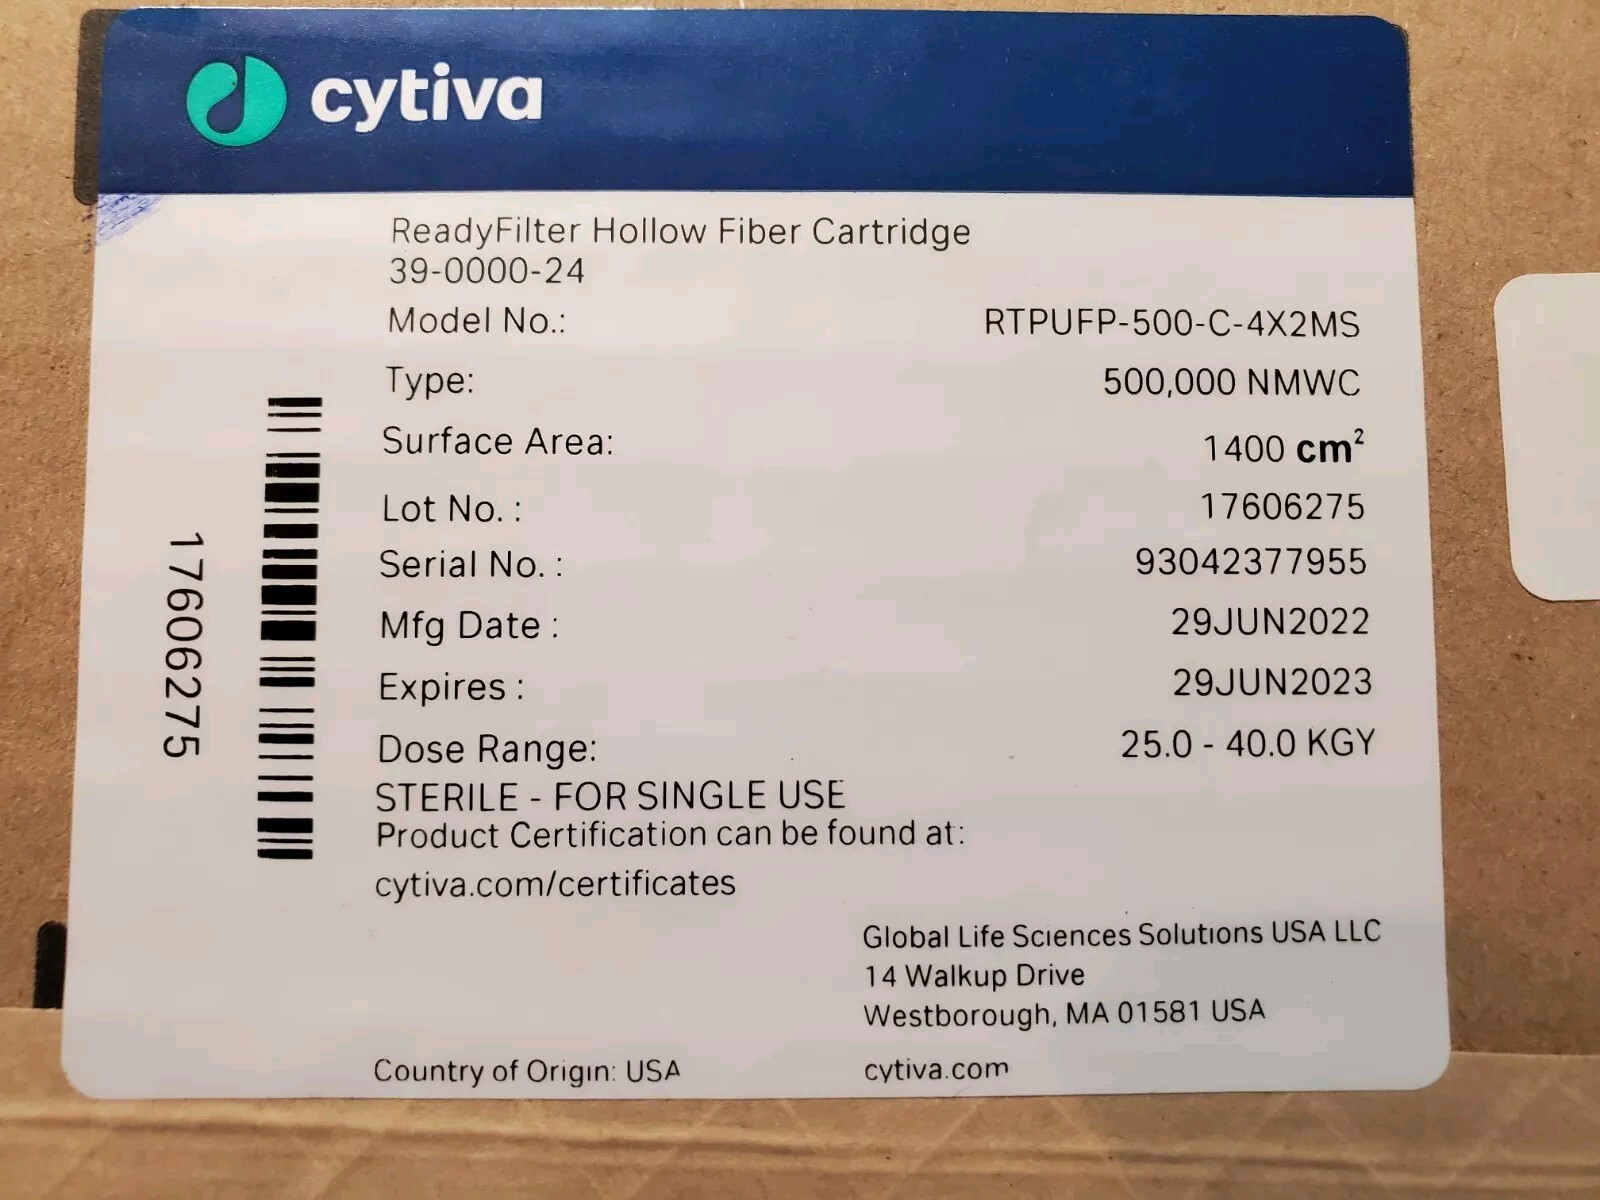 cytiva
ReadyFilter Hollow Fiber Cartridge
39-0000-24
Model No.: RTPUFP-500-C-4X2MS
Type: 500,000 NMWC
Surface Area: 1400 cm²
Lot No. : 17606275
Serial No. : 93042377955
Mfg Date : 29JUN2022
Expires : 29JUN2023
Dose Range: 25.0 - 40.0 KGY
STERILE - FOR SINGLE USE
Product Certification can be found at:
cytiva.com/certificates
17606275
Global Life Sciences Solutions USA LLC
14 Walkup Drive
Westborough, MA 01581 USA
Country of Origin: USA
cytiva.com